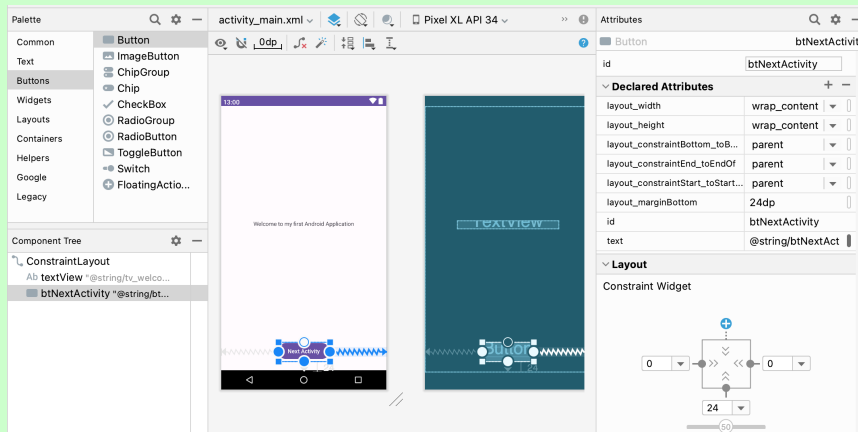 Palette
Common
Text
Buttons
Widgets
Layouts
Containers
Helpers
Google
Legacy
Button
ImageButton
ChipGroup
Chip
CheckBox
RadioGroup
RadioButton
ToggleButton
Switch
FloatingActio...
Component Tree
ConstraintLayout
Ab textView "@string/tv_welco...
btNextActivity "@string/bt...
activity_main.xml
Pixel XL API 34
0dp
13:00
Welcome to my first Android Application
Next Activity
TextView
Button
24
Attributes
Button btNextActivit
id btNextActivity
Declared Attributes
layout_width wrap_content
layout_height wrap_content
layout_constraintBottom_toB... parent
layout_constraintEnd_toEndOf parent
layout_constraintStart_toStart... parent
layout_marginBottom 24dp
id btNextActivity
text @string/btNextAct
Layout
Constraint Widget
0
0
24
50